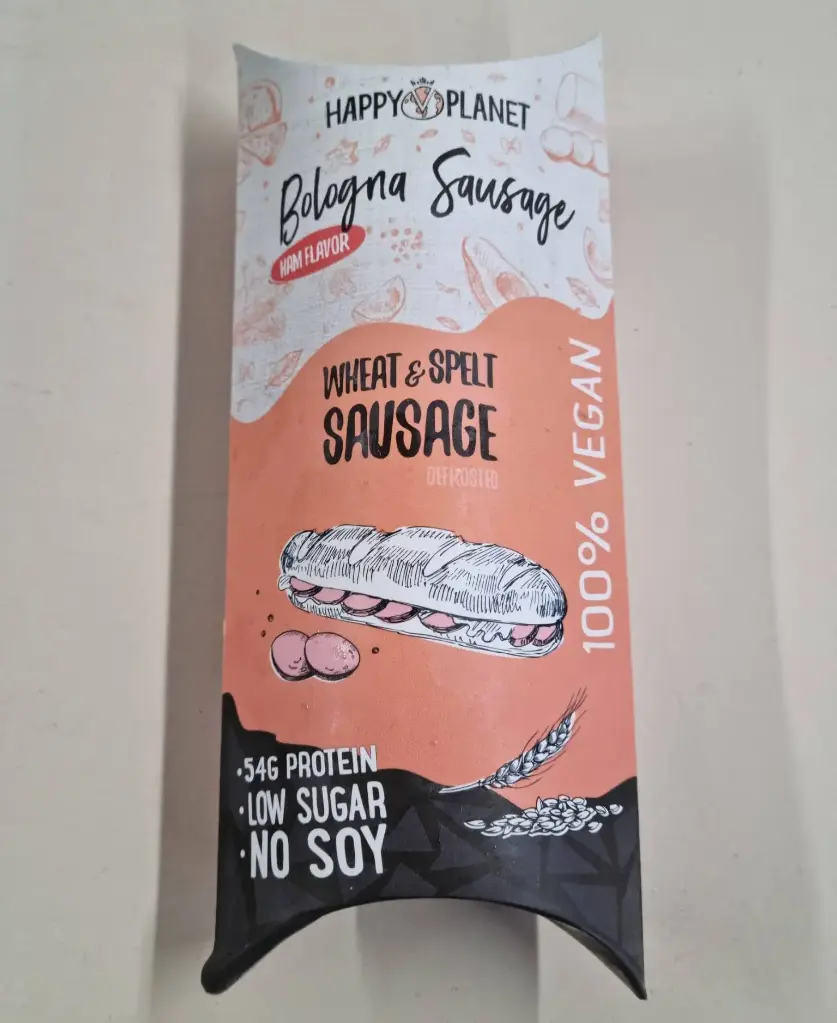 HAPPY PLANET
Bologna Sausage
HAM FLAVOR
WHEAT & SPELT
SAUSAGE
DEFROSTED
100% VEGAN
·54G PROTEIN
·LOW SUGAR
·NO SOY